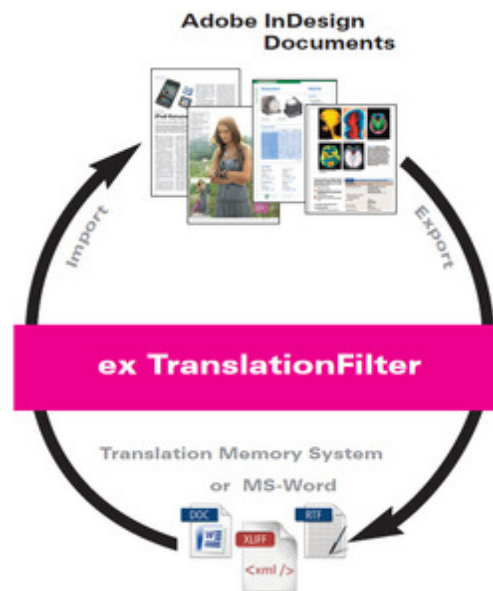 Adobe InDesign
Documents
Import
Export
ex TranslationFilter
Translation Memory System
or MS-Word
DOC
XLIFF
RTF
W
<xml />